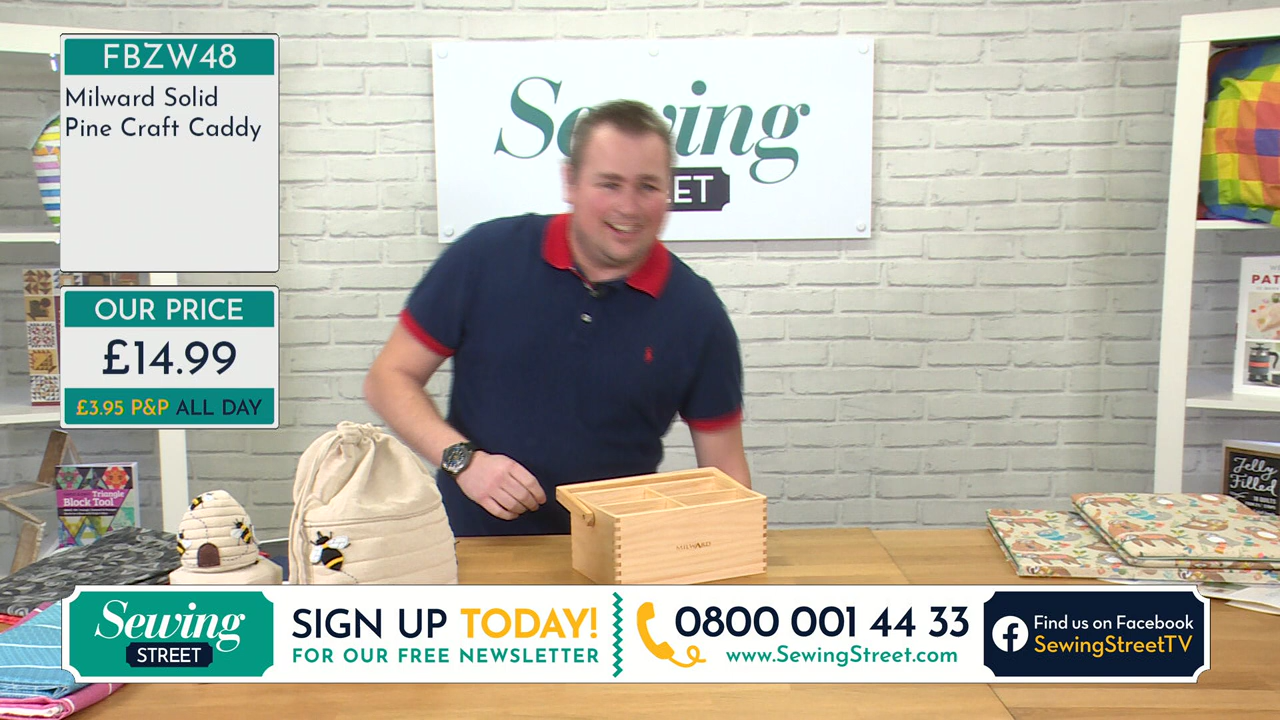 FBZW48
Milward Solid
Pine Craft Caddy
OUR PRICE
£14.99
£3.95 P&P ALL DAY
Sewing
ET
Triangle
Block Tool
MILWARD
PAT
Jelly
Filled
Sewing
STREET
SIGN UP TODAY!
FOR OUR FREE NEWSLETTER
0800 001 44 33
www.SewingStreet.com
Find us on Facebook
SewingStreetTV